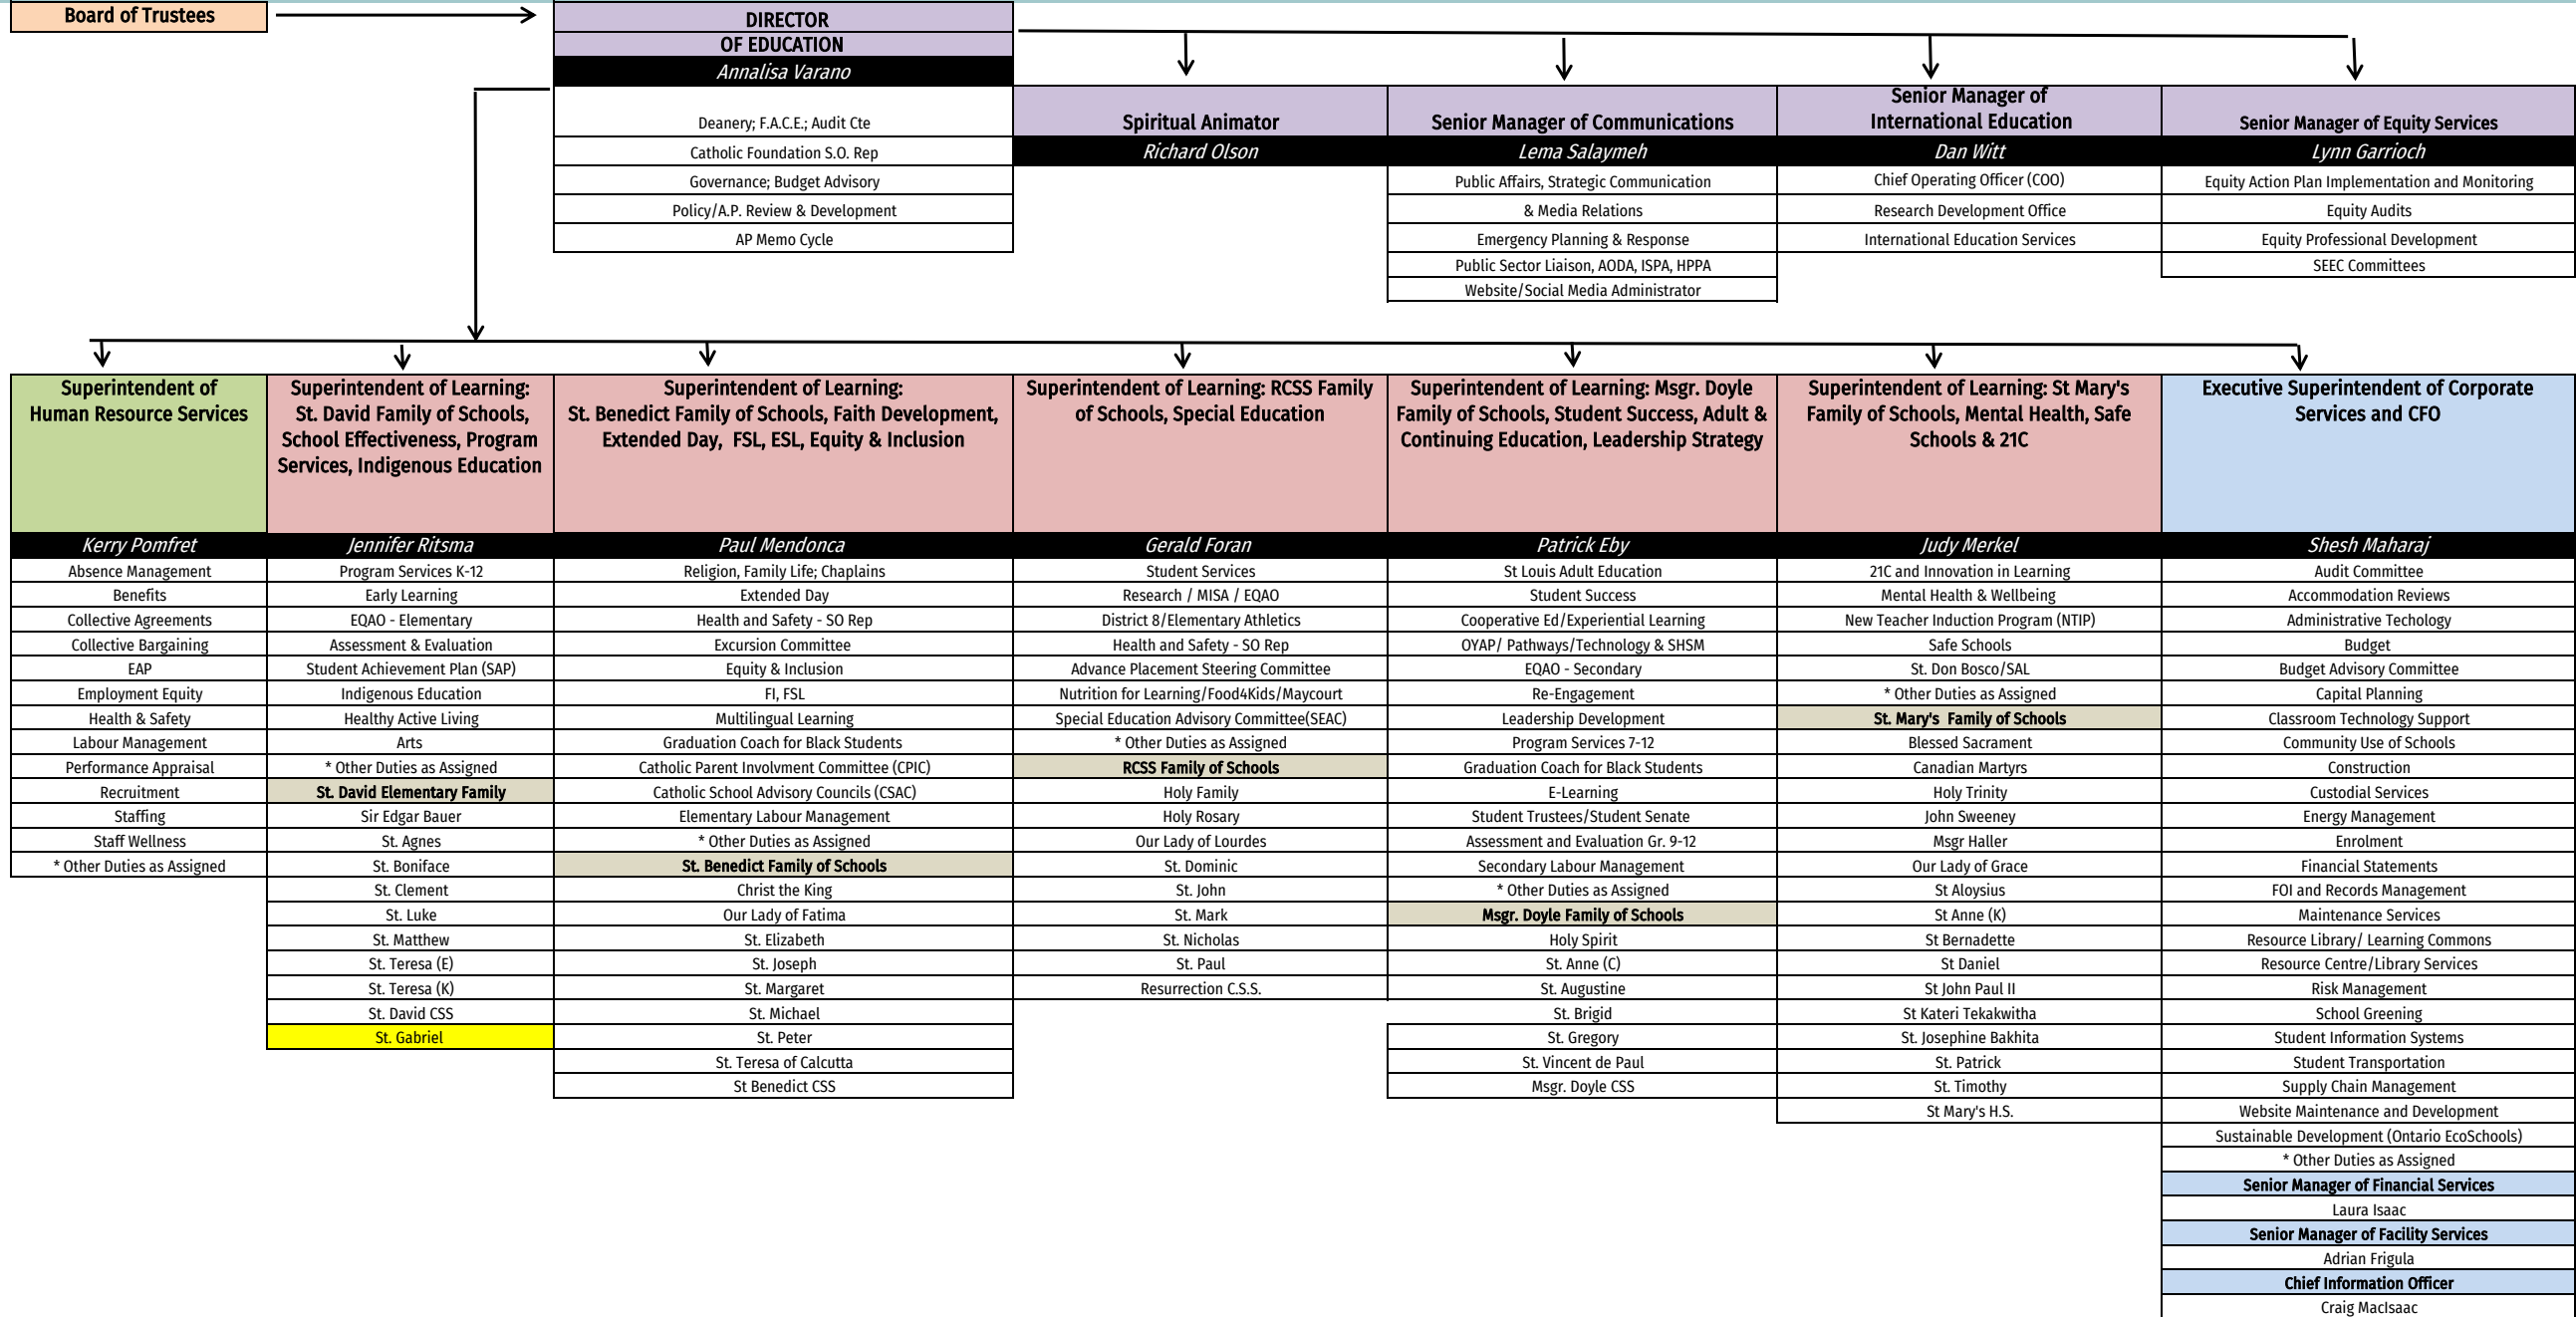 Board of Trustees
DIRECTOR
OF EDUCATION
Annalisa Varano
Deanery; F.A.C.E.; Audit Cte
Catholic Foundation S.O. Rep
Governance; Budget Advisory
Policy/A.P. Review & Development
AP Memo Cycle
Spiritual Animator
Richard Olson
Senior Manager of Communications
Lema Salaymeh
Public Affairs, Strategic Communication
& Media Relations
Emergency Planning & Response
Public Sector Liaison, AODA, ISPA, HPPA
Website/Social Media Administrator
Senior Manager of
International Education
Dan Witt
Chief Operating Officer (COO)
Research Development Office
International Education Services
Senior Manager of Equity Services
Lynn Garrioch
Equity Action Plan Implementation and Monitoring
Equity Audits
Equity Professional Development
SEEC Committees
Superintendent of
Human Resource Services
Kerry Pomfret
Absence Management
Benefits
Collective Agreements
Collective Bargaining
EAP
Employment Equity
Health & Safety
Labour Management
Performance Appraisal
Recruitment
Staffing
Staff Wellness
* Other Duties as Assigned
Superintendent of Learning:
St. David Family of Schools,
School Effectiveness, Program
Services, Indigenous Education
Jennifer Ritsma
Program Services K-12
Early Learning
EQAO - Elementary
Assessment & Evaluation
Student Achievement Plan (SAP)
Indigenous Education
Healthy Active Living
Arts
* Other Duties as Assigned
St. David Elementary Family
Sir Edgar Bauer
St. Agnes
St. Boniface
St. Clement
St. Luke
St. Matthew
St. Teresa (E)
St. Teresa (K)
St. David CSS
St. Gabriel
Superintendent of Learning:
St. Benedict Family of Schools, Faith Development,
Extended Day, FSL, ESL, Equity & Inclusion
Paul Mendonca
Religion, Family Life; Chaplains
Extended Day
Health and Safety - SO Rep
Excursion Committee
Equity & Inclusion
FI, FSL
Multilingual Learning
Graduation Coach for Black Students
Catholic Parent Involvment Committee (CPIC)
Catholic School Advisory Councils (CSAC)
Elementary Labour Management
* Other Duties as Assigned
St. Benedict Family of Schools
Christ the King
Our Lady of Fatima
St. Elizabeth
St. Joseph
St. Margaret
St. Michael
St. Peter
St. Teresa of Calcutta
St Benedict CSS
Superintendent of Learning: RCSS Family
of Schools, Special Education
Gerald Foran
Student Services
Research / MISA / EQAO
District 8/Elementary Athletics
Health and Safety - SO Rep
Advance Placement Steering Committee
Nutrition for Learning/Food4Kids/Maycourt
Special Education Advisory Committee(SEAC)
* Other Duties as Assigned
RCSS Family of Schools
Holy Family
Holy Rosary
Our Lady of Lourdes
St. Dominic
St. John
St. Mark
St. Nicholas
St. Paul
Resurrection C.S.S.
Superintendent of Learning: Msgr. Doyle
Family of Schools, Student Success, Adult &
Continuing Education, Leadership Strategy
Patrick Eby
St Louis Adult Education
Student Success
Cooperative Ed/Experiential Learning
OYAP/ Pathways/Technology & SHSM
EQAO - Secondary
Re-Engagement
Leadership Development
Program Services 7-12
Graduation Coach for Black Students
E-Learning
Student Trustees/Student Senate
Assessment and Evaluation Gr. 9-12
Secondary Labour Management
* Other Duties as Assigned
Msgr. Doyle Family of Schools
Holy Spirit
St. Anne (C)
St. Augustine
St. Brigid
St. Gregory
St. Vincent de Paul
Msgr. Doyle CSS
Superintendent of Learning: St Mary's
Family of Schools, Mental Health, Safe
Schools & 21C
Judy Merkel
21C and Innovation in Learning
Mental Health & Wellbeing
New Teacher Induction Program (NTIP)
Safe Schools
St. Don Bosco/SAL
* Other Duties as Assigned
St. Mary's Family of Schools
Blessed Sacrament
Canadian Martyrs
Holy Trinity
John Sweeney
Msgr Haller
Our Lady of Grace
St Aloysius
St Anne (K)
St Bernadette
St Daniel
St John Paul II
St Kateri Tekakwitha
St. Josephine Bakhita
St. Patrick
St. Timothy
St Mary's H.S.
Executive Superintendent of Corporate
Services and CFO
Shesh Maharaj
Audit Committee
Accommodation Reviews
Administrative Techology
Budget
Budget Advisory Committee
Capital Planning
Classroom Technology Support
Community Use of Schools
Construction
Custodial Services
Energy Management
Enrolment
Financial Statements
FOI and Records Management
Maintenance Services
Resource Library/ Learning Commons
Resource Centre/Library Services
Risk Management
School Greening
Student Information Systems
Student Transportation
Supply Chain Management
Website Maintenance and Development
Sustainable Development (Ontario EcoSchools)
* Other Duties as Assigned
Senior Manager of Financial Services
Laura Isaac
Senior Manager of Facility Services
Adrian Frigula
Chief Information Officer
Craig MacIsaac